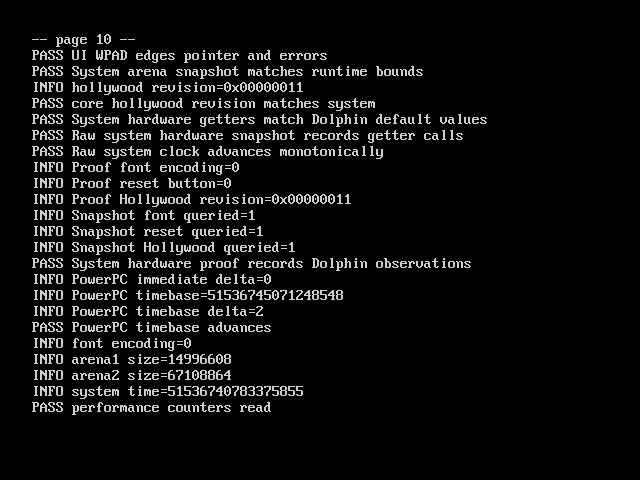 -- page 10 --
PASS UI WPAD edges pointer and errors
PASS System arena snapshot matches runtime bounds
INFO hollywood revision=0x00000011
PASS core hollywood revision matches system
PASS System hardware getters match Dolphin default values
PASS Raw system hardware snapshot records getter calls
PASS Raw system clock advances monotonically
INFO Proof font encoding=0
INFO Proof reset button=0
INFO Proof Hollywood revision=0x00000011
INFO Snapshot font queried=1
INFO Snapshot reset queried=1
INFO Snapshot Hollywood queried=1
PASS System hardware proof records Dolphin observations
INFO PowerPC immediate delta=0
INFO PowerPC timebase=51536745071248548
INFO PowerPC timebase delta=2
PASS PowerPC timebase advances
INFO font encoding=0
INFO arena1 size=14996608
INFO arena2 size=67108864
INFO system time=51536740783375855
PASS performance counters read